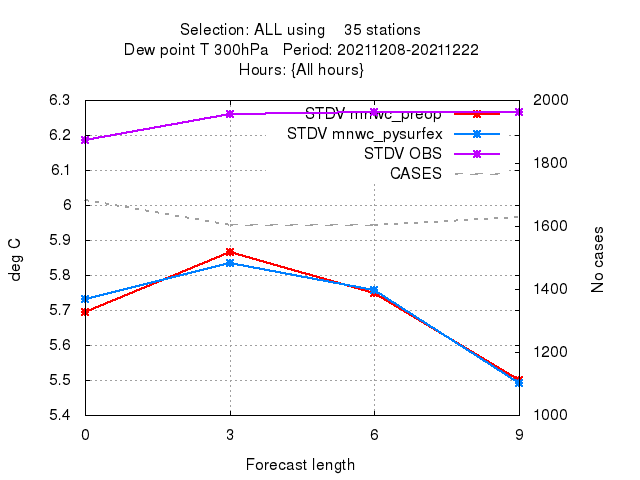 Selection: ALL using 35 stations
Dew point T 300hPa Period: 20211208-20211222
Hours: {All hours}
6.3
6.2
6.1
6
5.9
5.8
5.7
5.6
5.5
5.4
deg C
2000
1800
1600
1400
1200
1000
No cases
STDV mnwc_preop
STDV mnwc_pysurfex
STDV OBS
CASES
0 3 6 9
Forecast length